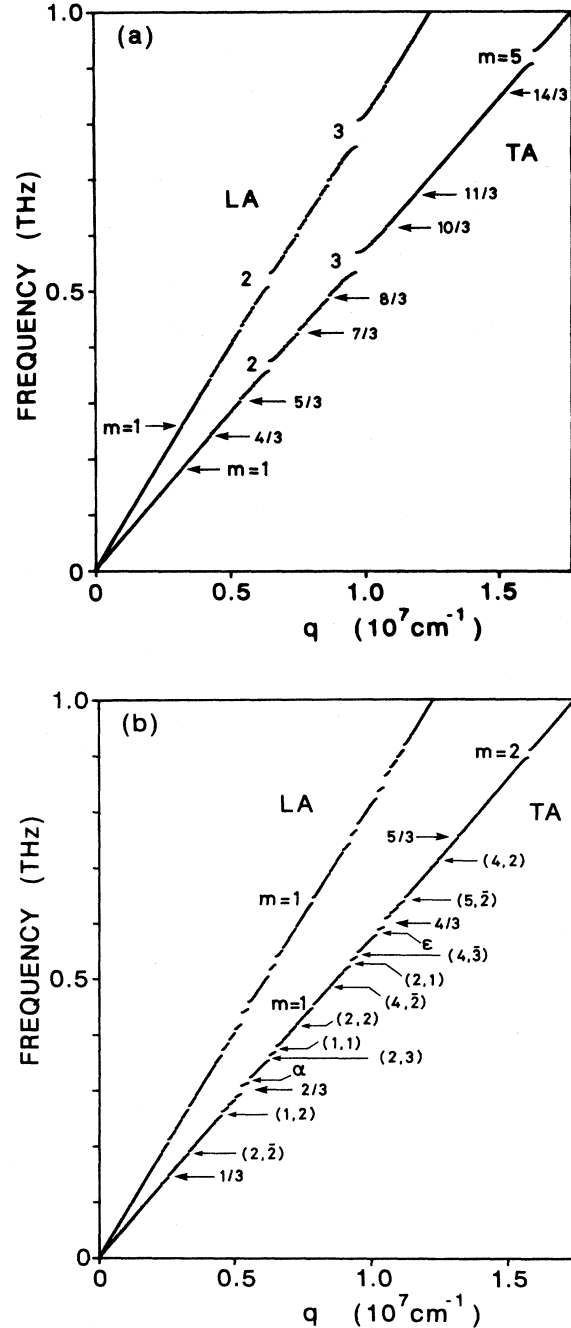 (a)
1.0
m=5
14/3
3
TA
LA
11/3
10/3
3
2
0.5
8/3
7/3
2
5/3
m=1
4/3
m=1
0
0
0.5
1.0
1.5
FREQUENCY (THz)
q (10⁷cm⁻¹)
(b)
1.0
m=2
LA
TA
5/3
(4,2)
m=1
(5,2̄)
4/3
ε
(4,3̄)
0.5
(2,1)
m=1
(4,2̄)
(2,2)
(1,1)
(2,3)
α
2/3
(1,2)
(2,2̄)
1/3
0
0
0.5
1.0
1.5
FREQUENCY (THz)
q (10⁷cm⁻¹)